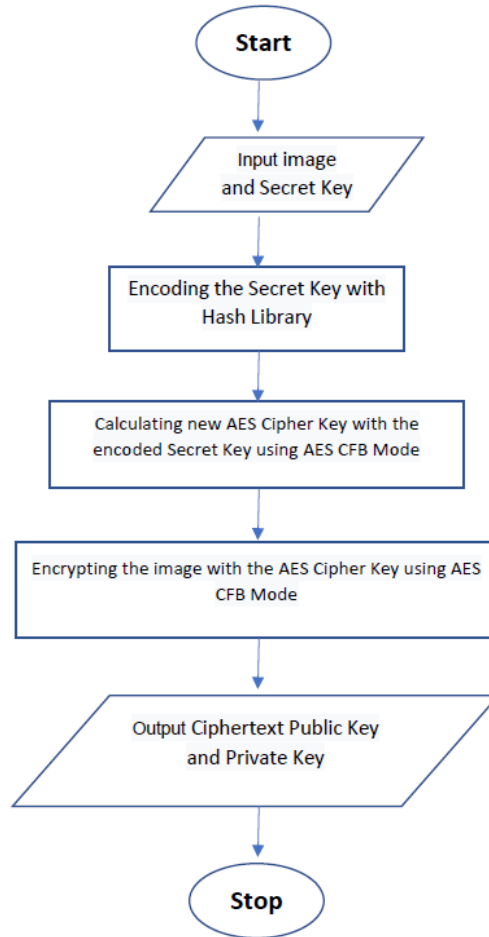 Start
Input image
and Secret Key
Encoding the Secret Key with
Hash Library
Calculating new AES Cipher Key with the
encoded Secret Key using AES CFB Mode
Encrypting the image with the AES Cipher Key using AES
CFB Mode
Output Ciphertext Public Key
and Private Key
Stop